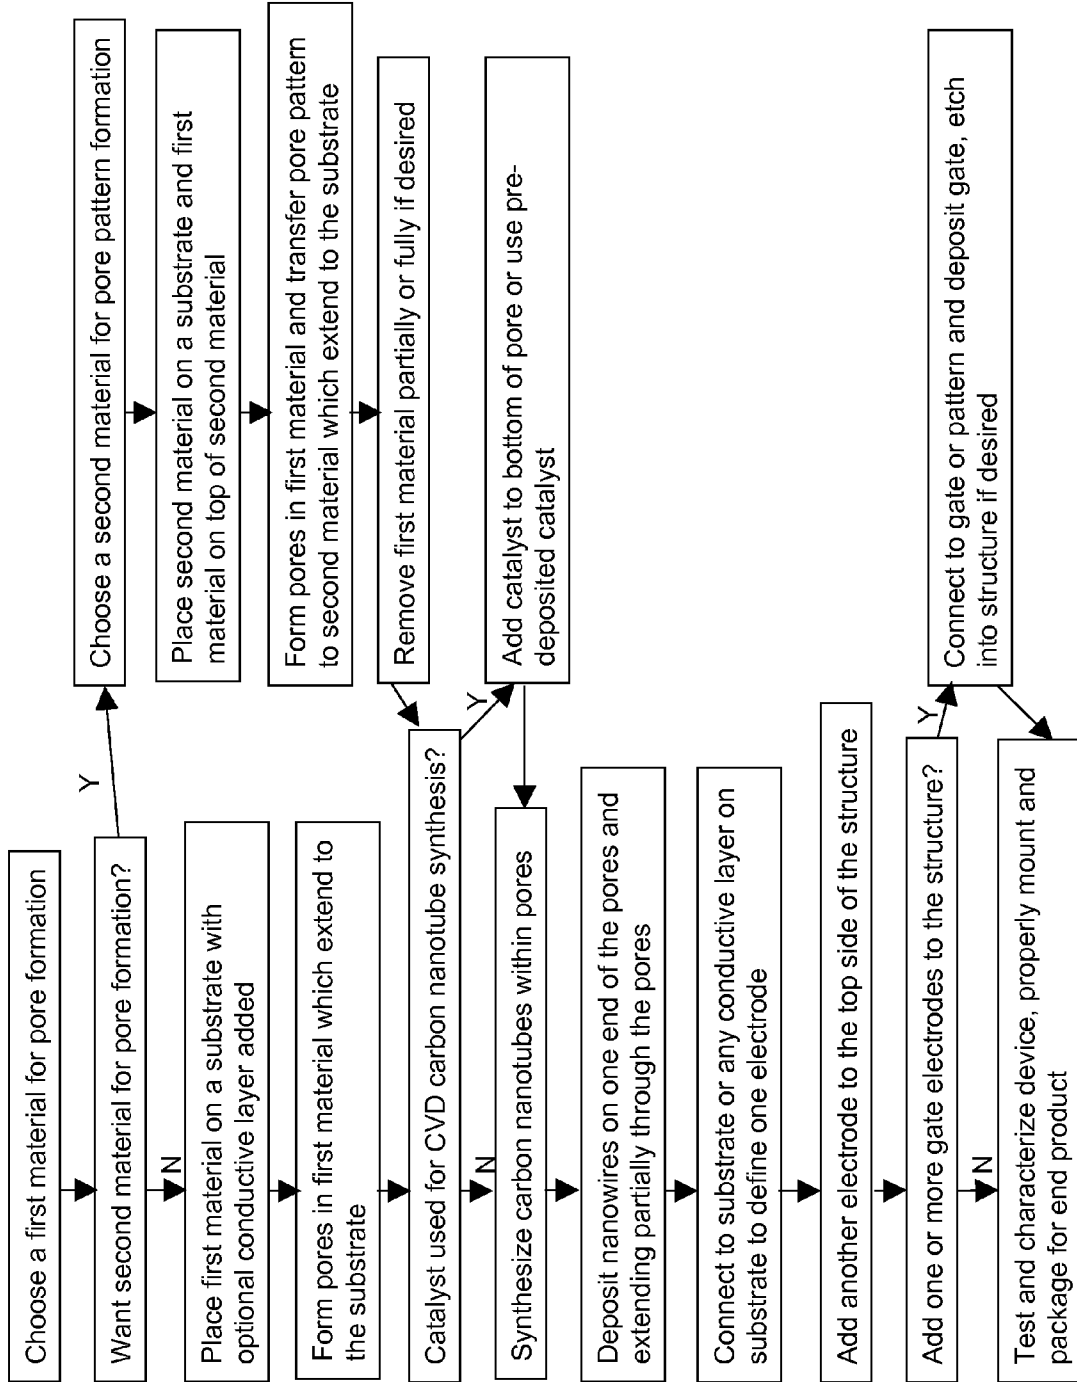 Choose a first material for pore formation
Want second material for pore formation?
Y
Choose a second material for pore pattern formation
Place second material on a substrate and first
material on top of second material
Form pores in first material and transfer pore pattern
to second material which extend to the substrate
Remove first material partially or fully if desired
N
Place first material on a substrate with
optional conductive layer added
Form pores in first material which extend to
the substrate
Catalyst used for CVD carbon nanotube synthesis?
Y
Add catalyst to bottom of pore or use pre-
deposited catalyst
N
Synthesize carbon nanotubes within pores
Deposit nanowires on one end of the pores and
extending partially through the pores
Connect to substrate or any conductive layer on
substrate to define one electrode
Add another electrode to the top side of the structure
Add one or more gate electrodes to the structure?
Y
Connect to gate or pattern and deposit gate, etch
into structure if desired
N
Test and characterize device, properly mount and
package for end product